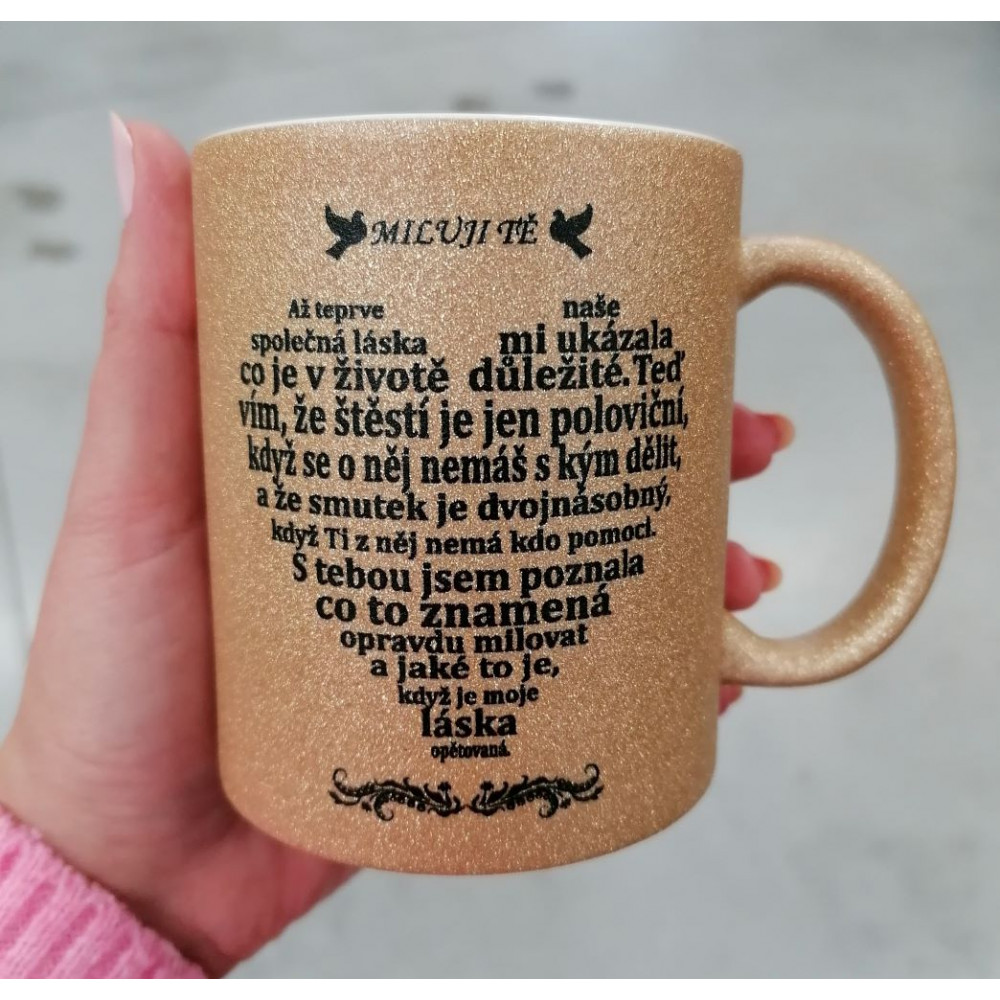 MILUJI TĚ
Až teprve naše
společná láska mi ukázala
co je v životě důležité. Teď
vím, že štěstí je jen poloviční,
když se o něj nemáš s kým dělit,
a že smutek je dvojnásobný,
když Ti z něj nemá kdo pomoci.
S tebou jsem poznala
co to znamená
opravdu milovat
a jaké to je,
když je moje
láska
opětovaná.